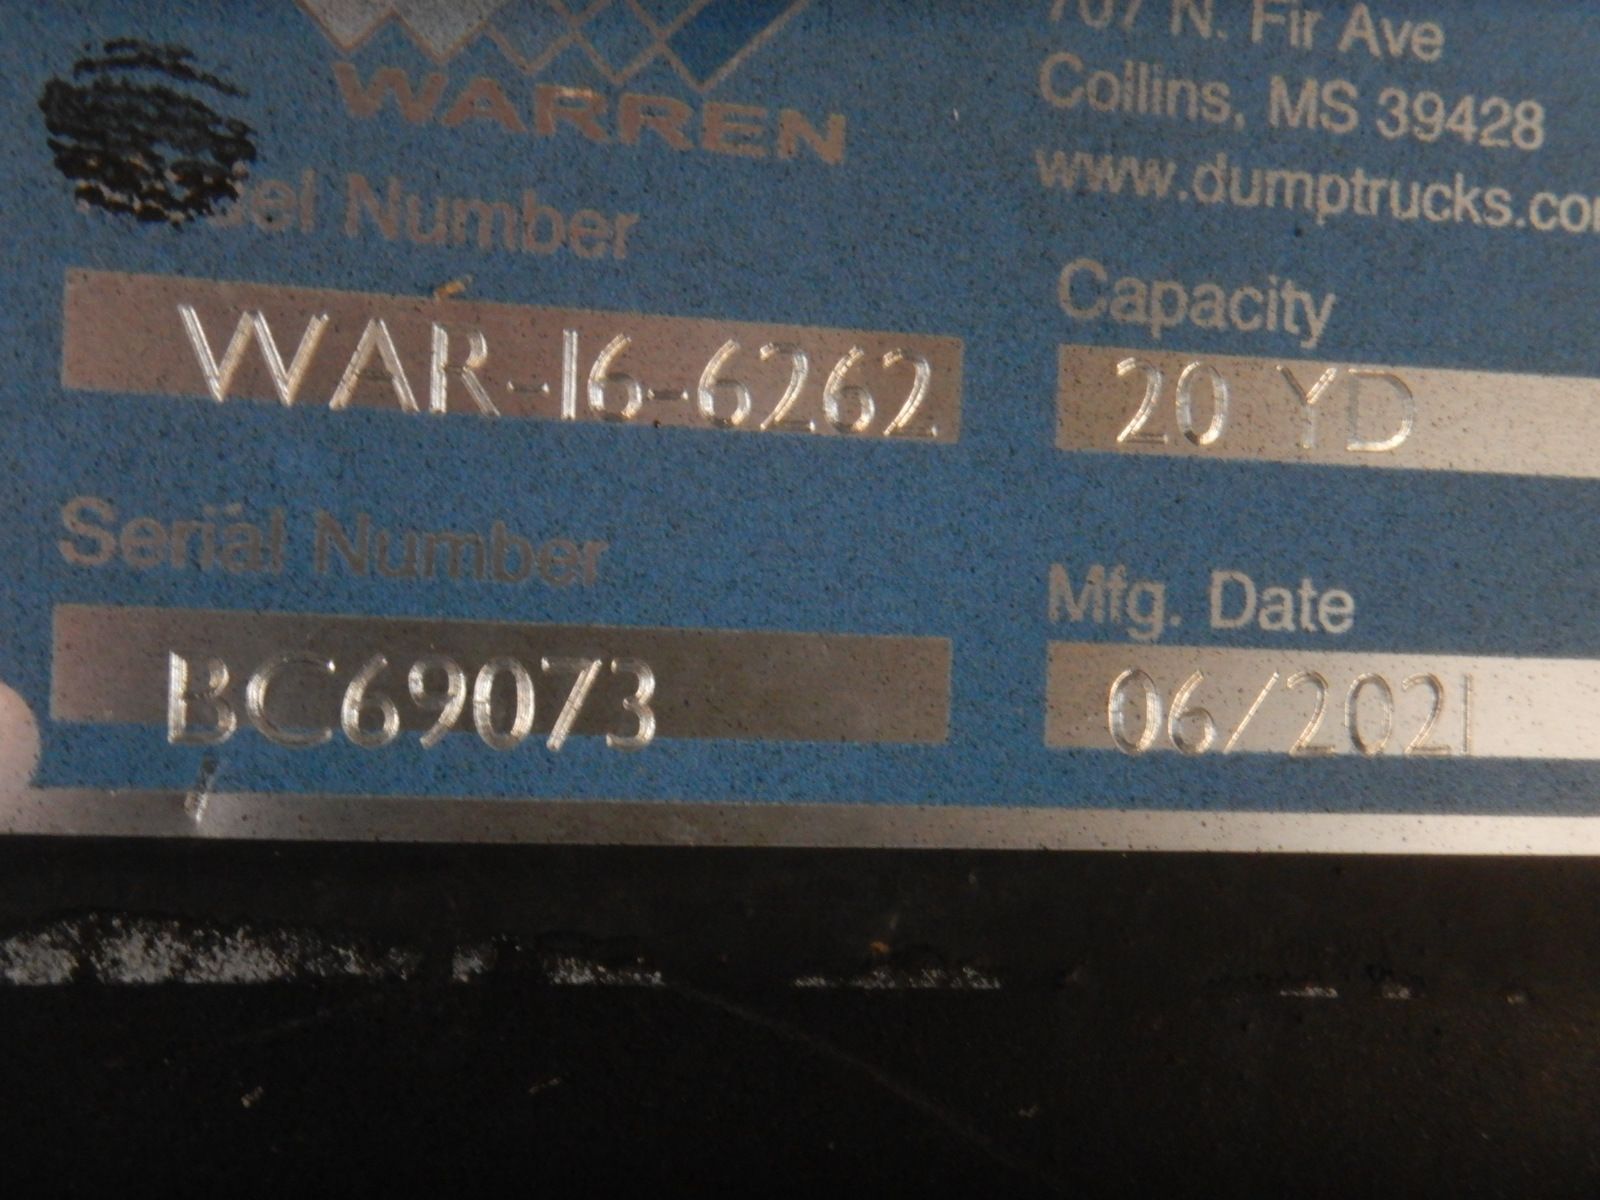 WARREN
707 N. Fir Ave
Collins, MS 39428
www.dumptrucks.co
Model Number
WAR-16-6262
Capacity
20 YD
Serial Number
BC69073
Mfg. Date
06/2021